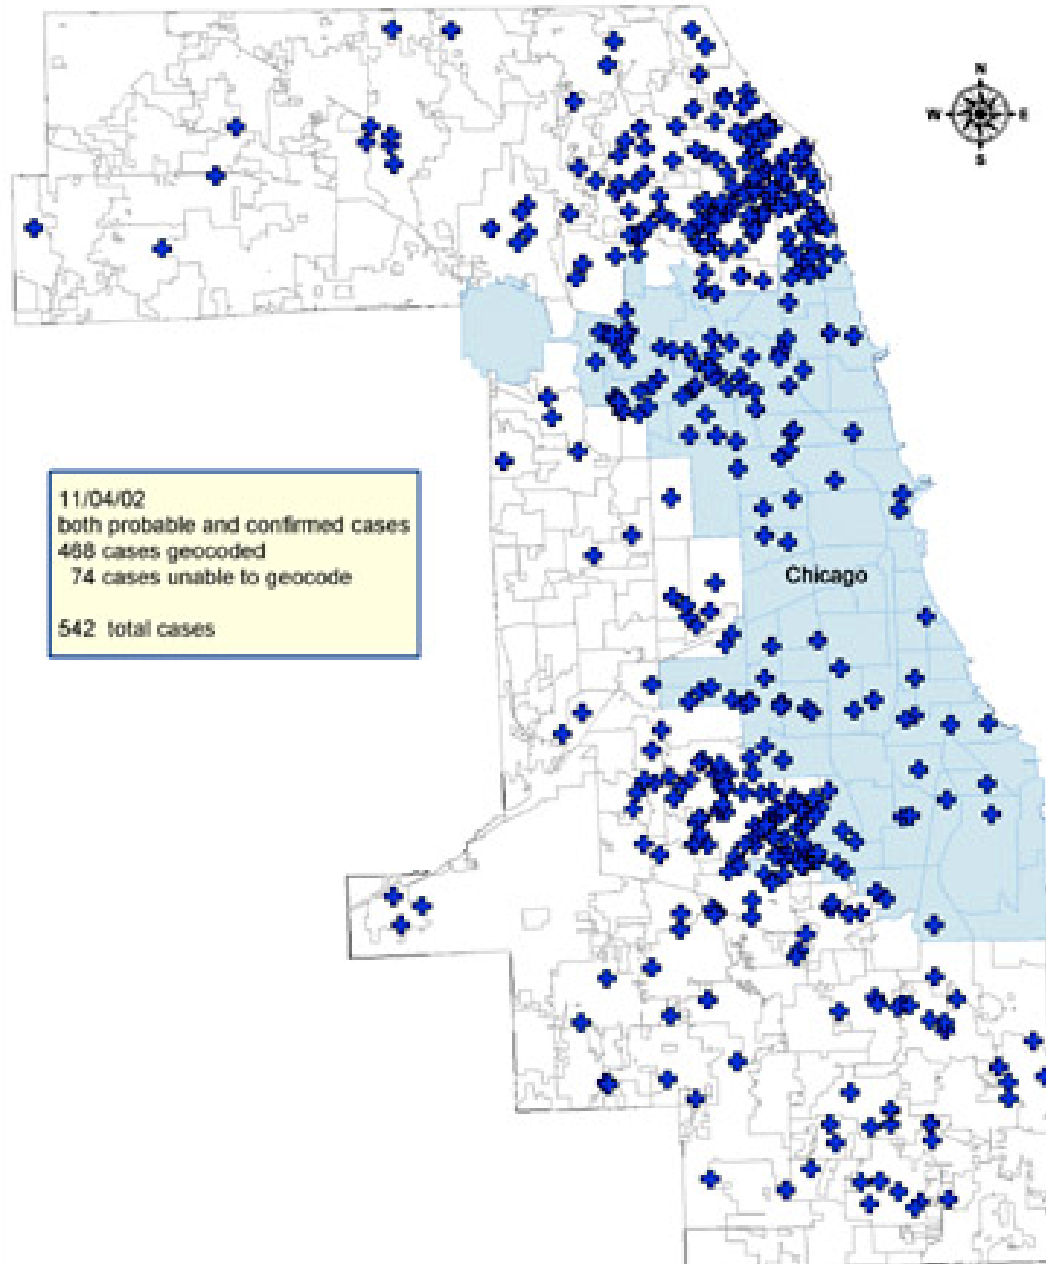 N
W E
S
11/04/02
both probable and confirmed cases
468 cases geocoded
74 cases unable to geocode
542 total cases
Chicago